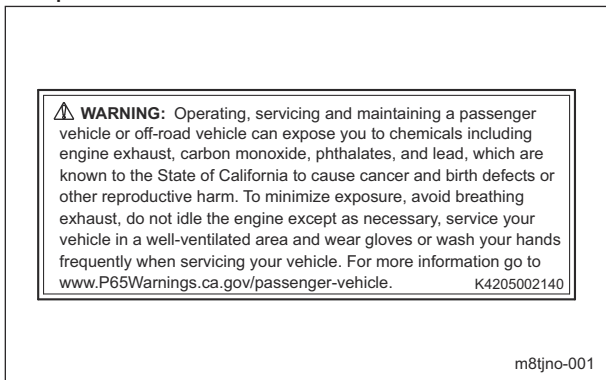 ⚠ WARNING: Operating, servicing and maintaining a passenger
vehicle or off-road vehicle can expose you to chemicals including
engine exhaust, carbon monoxide, phthalates, and lead, which are
known to the State of California to cause cancer and birth defects or
other reproductive harm. To minimize exposure, avoid breathing
exhaust, do not idle the engine except as necessary, service your
vehicle in a well-ventilated area and wear gloves or wash your hands
frequently when servicing your vehicle. For more information go to
www.P65Warnings.ca.gov/passenger-vehicle. K4205002140
m8tjno-001